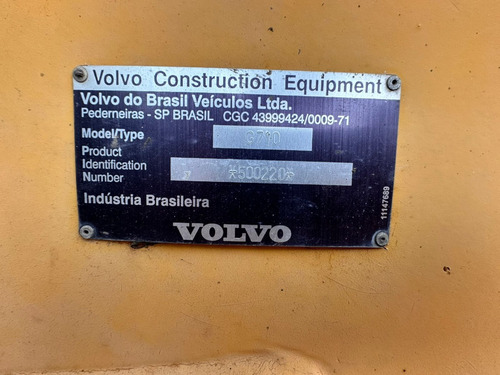 Volvo Construction Equipment
Volvo do Brasil Veículos Ltda.
Pederneiras - SP BRASIL CGC 43999424/0009-71
Model/Type G710
Product
Identification *500220*
Number
Indústria Brasileira
VOLVO
11147689